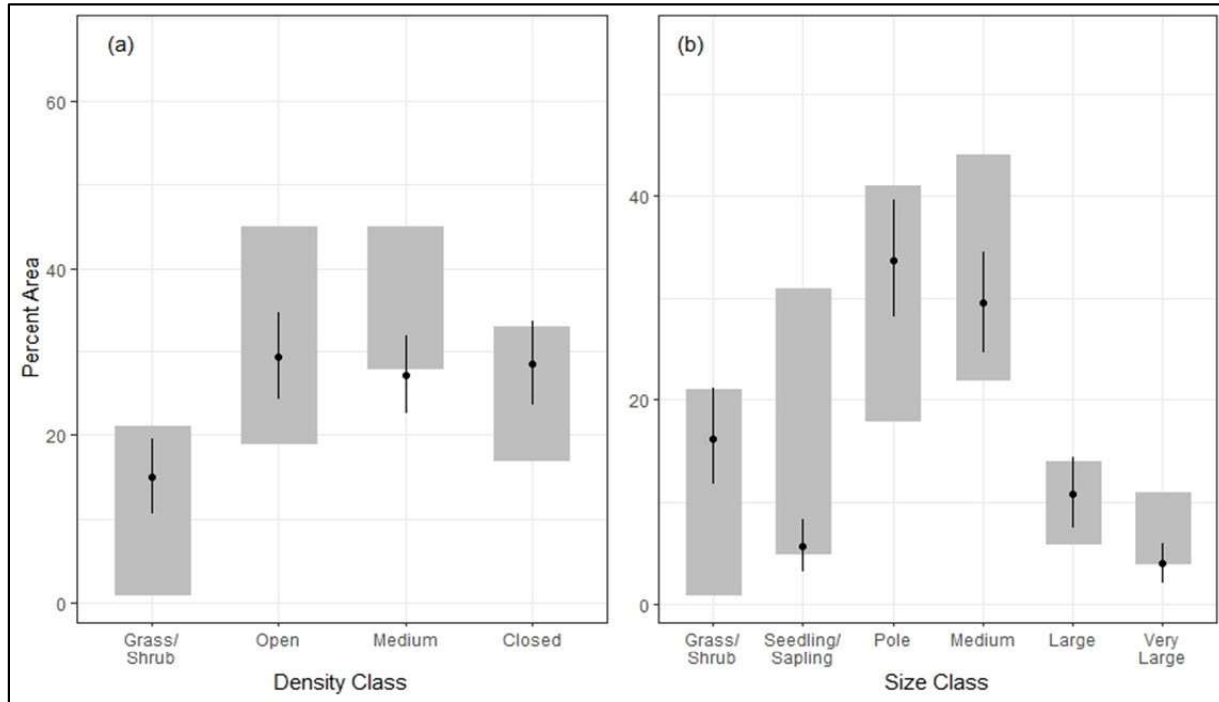 (a)
Percent Area
60
40
20
0
Grass/
Shrub
Open
Medium
Closed
Density Class
(b)
40
20
0
Grass/
Shrub
Seedling/
Sapling
Pole
Medium
Large
Very
Large
Size Class